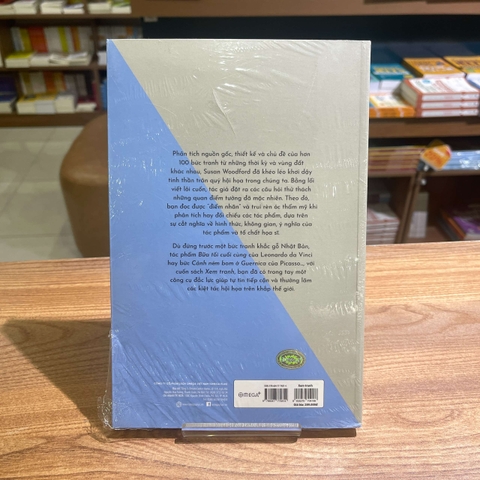 Phân tích nguồn gốc, thiết kế và chủ đề của hơn
100 bức tranh từ những thời kỳ và vùng đất
khác nhau, Susan Woodford đã khéo léo khơi dậy
tinh thần trân quý hội họa trong chúng ta. Bằng lối
viết lôi cuốn, tác giả đặt ra các câu hỏi thử thách
những quan điểm tưởng đã mặc nhiên. Theo đó,
bạn đọc được "điểm nhãn" và trui rèn óc thẩm mỹ khi
phân tích hay đối chiếu các tác phẩm, dựa trên
sự cắt nghĩa về hình thức, không gian, ý nghĩa của
tác phẩm và tố chất họa sĩ.
Dù đứng trước một bức tranh khắc gỗ Nhật Bản,
tác phẩm Bữa tối cuối cùng của Leonardo da Vinci
hay bức Cảnh ném bom ở Guernica của Picasso,... với
cuốn sách Xem tranh, bạn đã có trong tay một
công cụ đắc lực giúp tự tin tiếp cận và thưởng lãm
các kiệt tác hội họa trên khắp thế giới.
omega+
Xem tranh